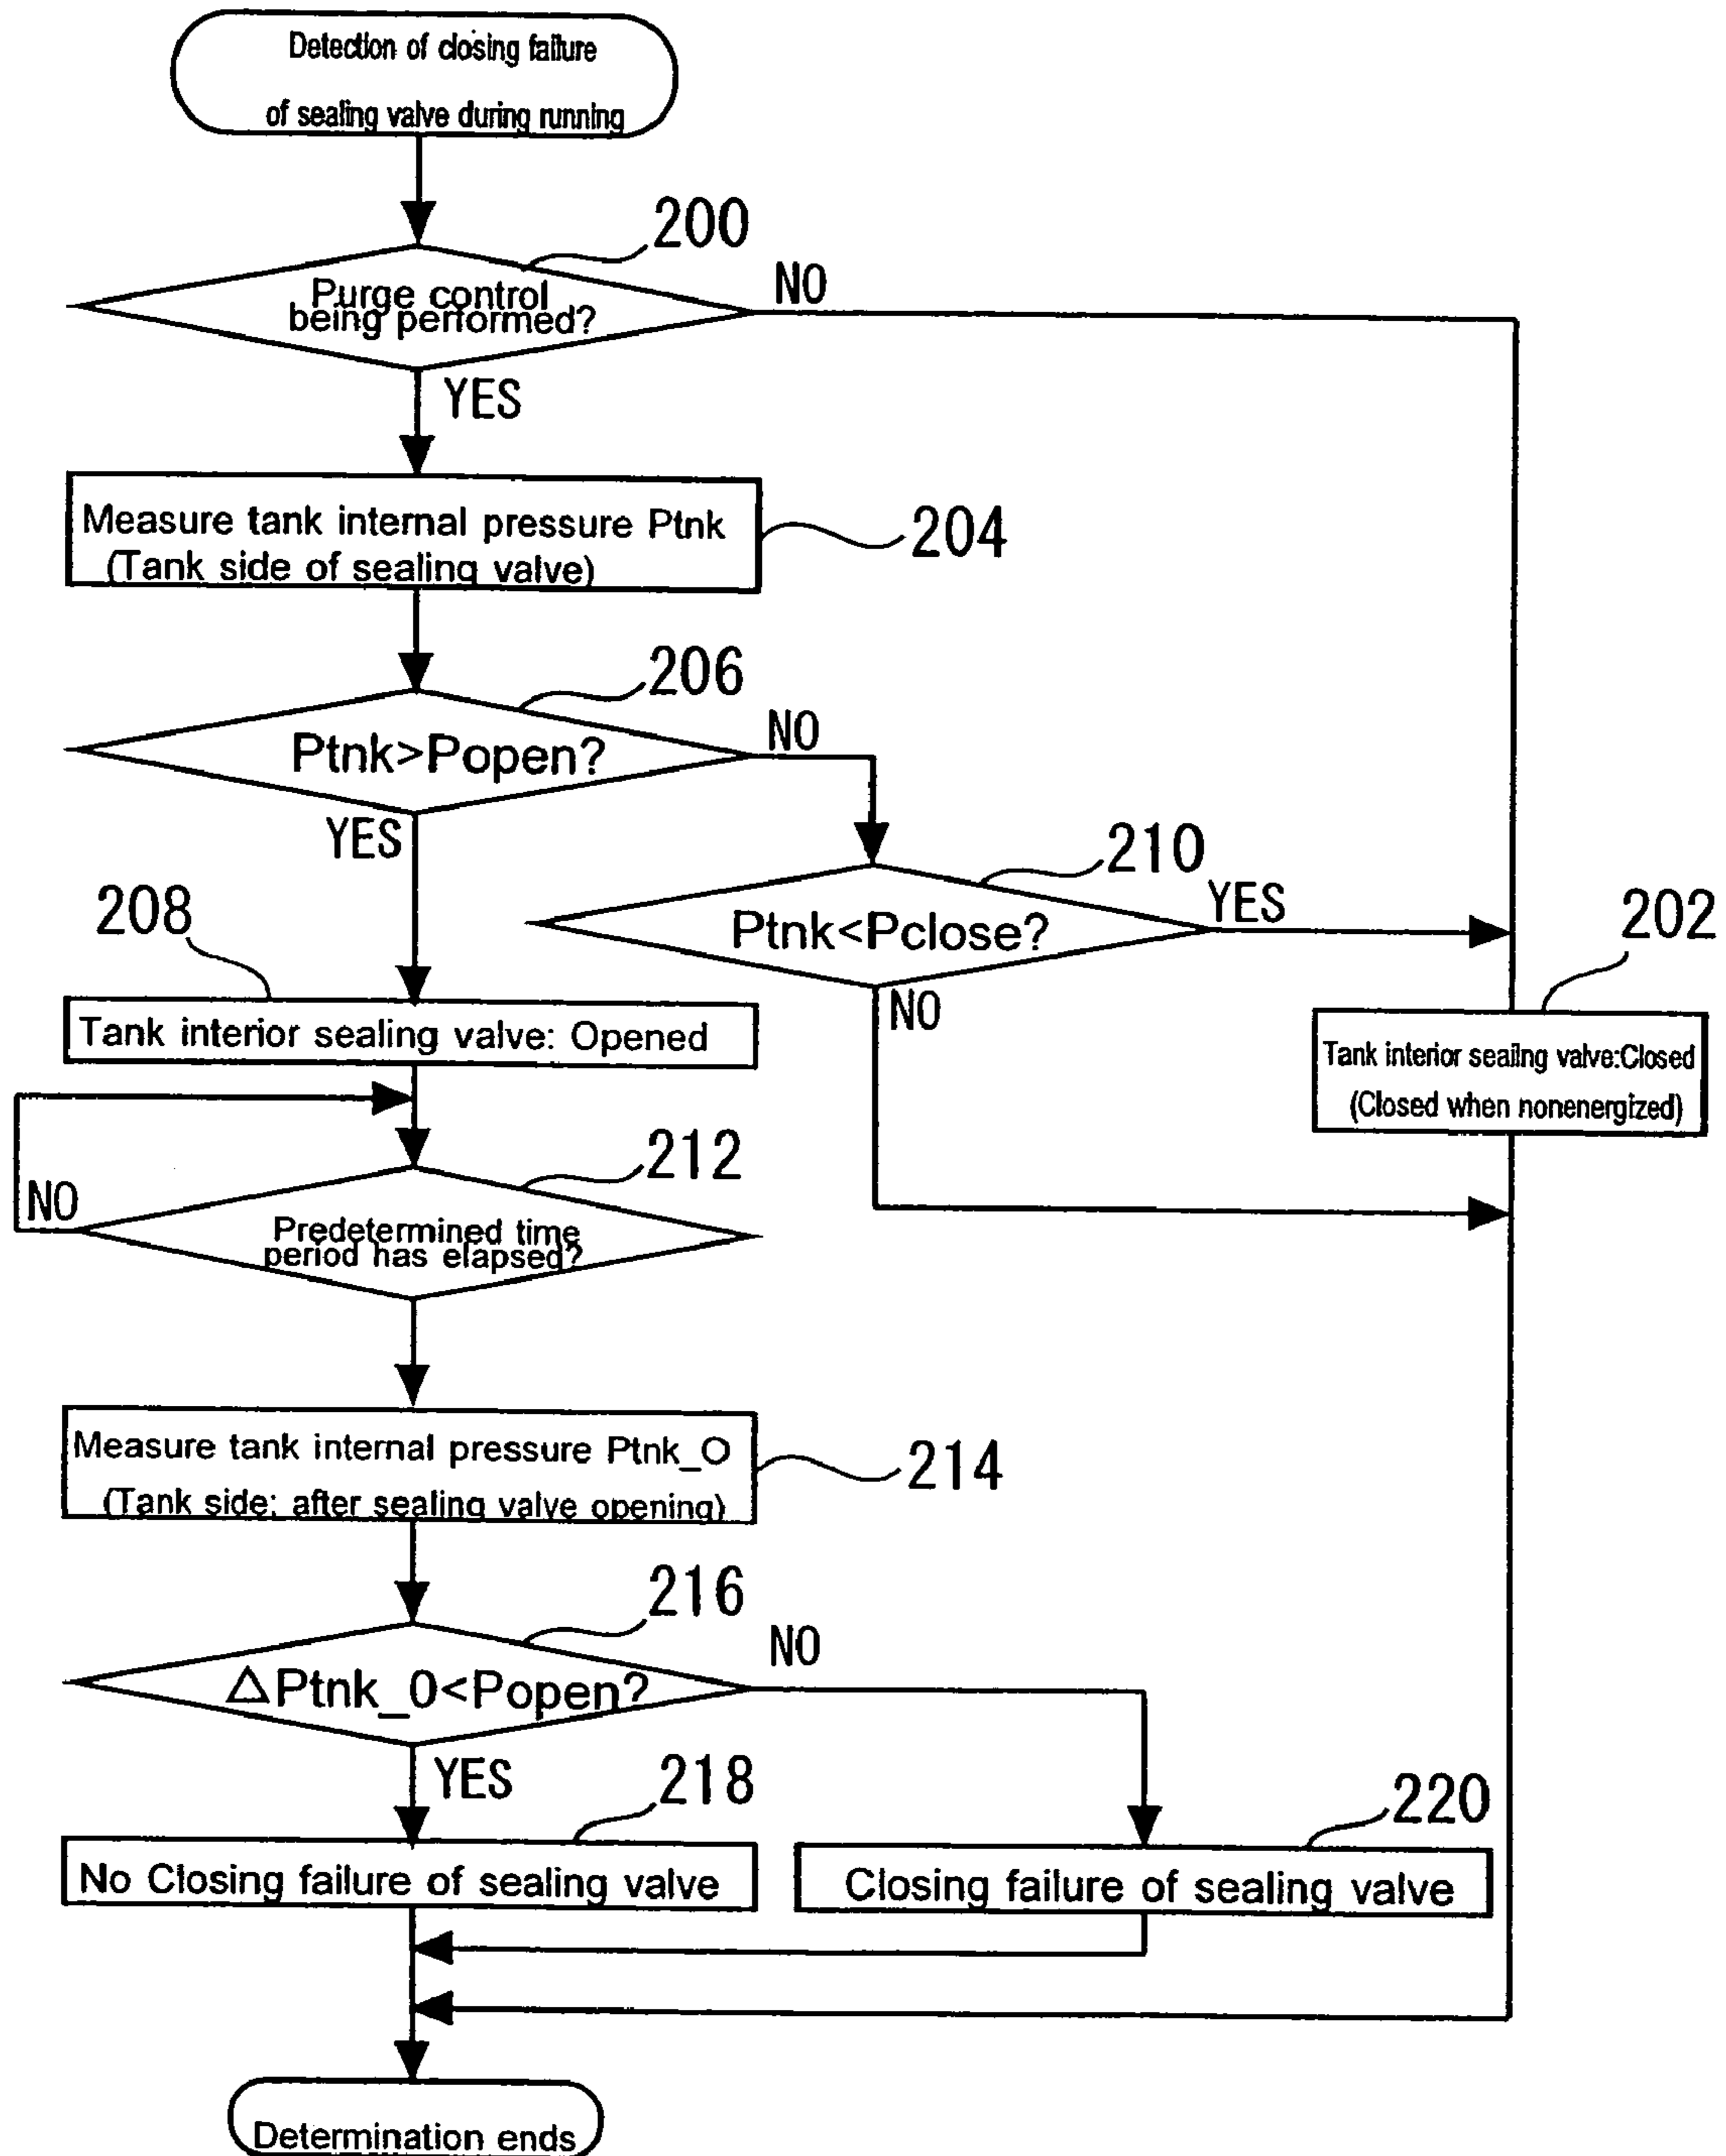 Detection of closing failure
of sealing valve during running
200
Purge control
being performed?
NO
YES
Measure tank internal pressure Ptnk
(Tank side of sealing valve)
204
206
Ptnk>Popen?
NO
YES
210
Ptnk<Pclose?
YES
NO
202
Tank interior sealing valve:Closed
(Closed when nonenergized)
208
Tank interior sealing valve: Opened
212
NO
Predetermined time
period has elapsed?
Measure tank internal pressure Ptnk_O
(Tank side; after sealing valve opening)
214
216
△Ptnk_0<Popen?
NO
YES
218
No Closing failure of sealing valve
220
Closing failure of sealing valve
Determination ends